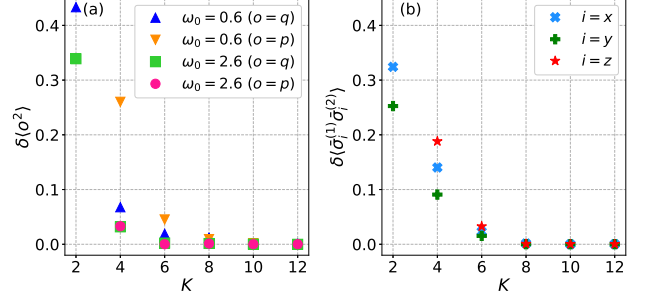 (a)
ω₀ = 0.6 (o = q)
ω₀ = 0.6 (o = p)
ω₀ = 2.6 (o = q)
ω₀ = 2.6 (o = p)
δ⟨o²⟩
0.4
0.3
0.2
0.1
0.0
2 4 6 8 10 12
K
(b)
i = x
i = y
i = z
δ⟨σ̄ᵢ⁽¹⁾ σ̄ᵢ⁽²⁾⟩
0.4
0.3
0.2
0.1
0.0
2 4 6 8 10 12
K